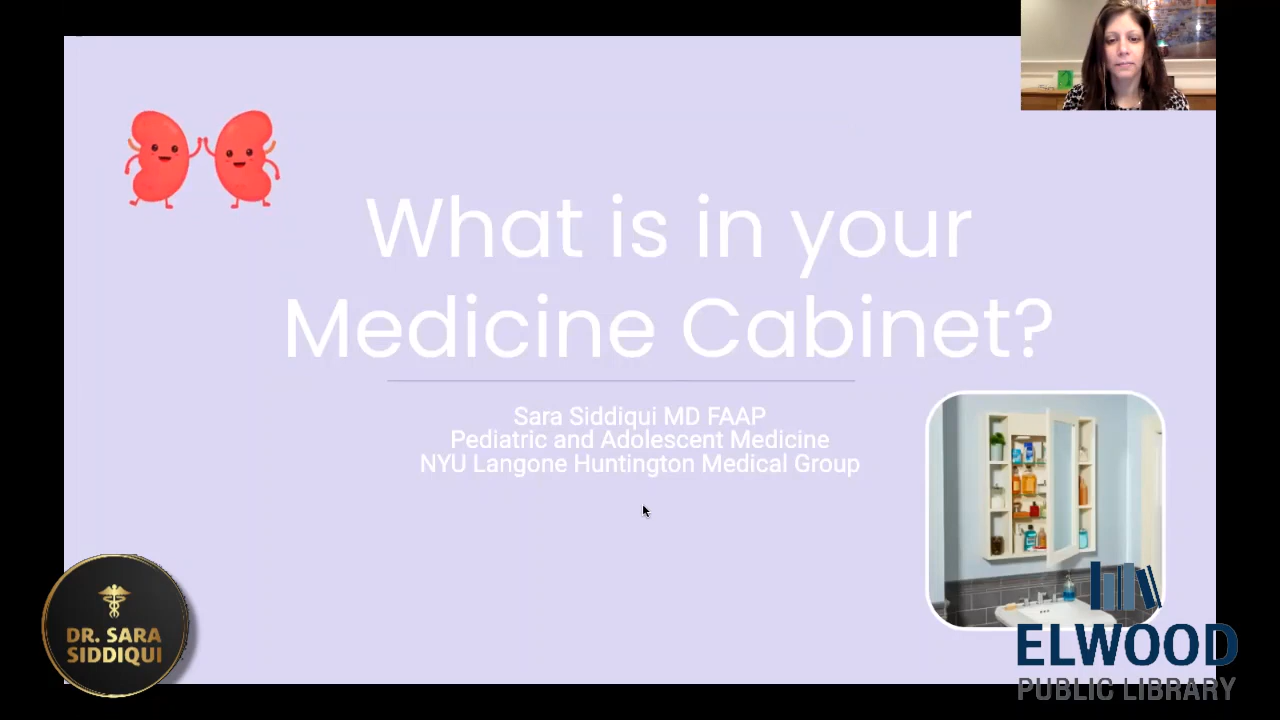 What is in your
Medicine Cabinet?
Sara Siddiqui MD FAAP
Pediatric and Adolescent Medicine
NYU Langone Huntington Medical Group
DR. SARA
SIDDIQUI
ELWOOD
PUBLIC LIBRARY